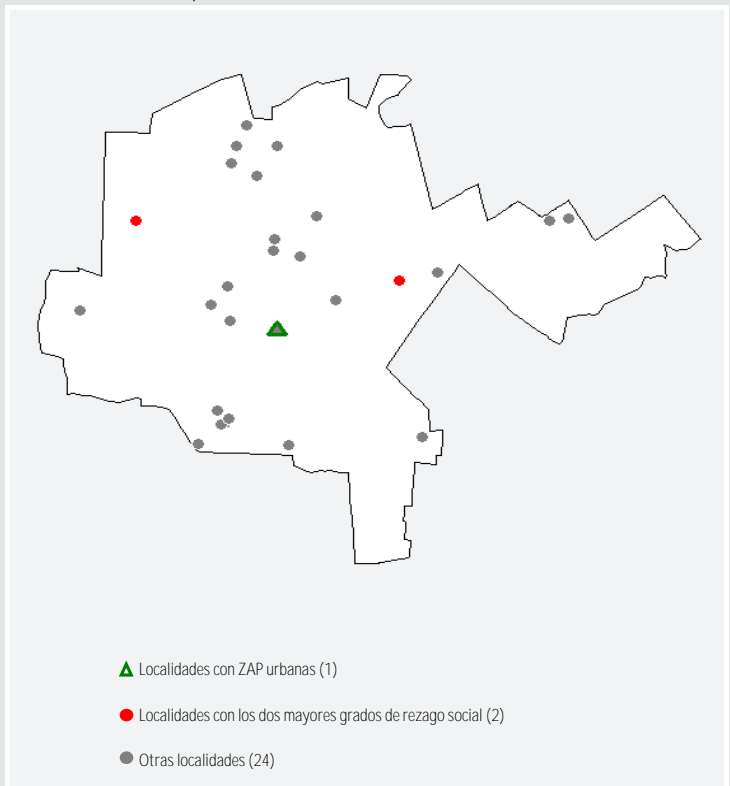 Localidades con ZAP urbanas (1)
Localidades con los dos mayores grados de rezago social (2)
Otras localidades (24)